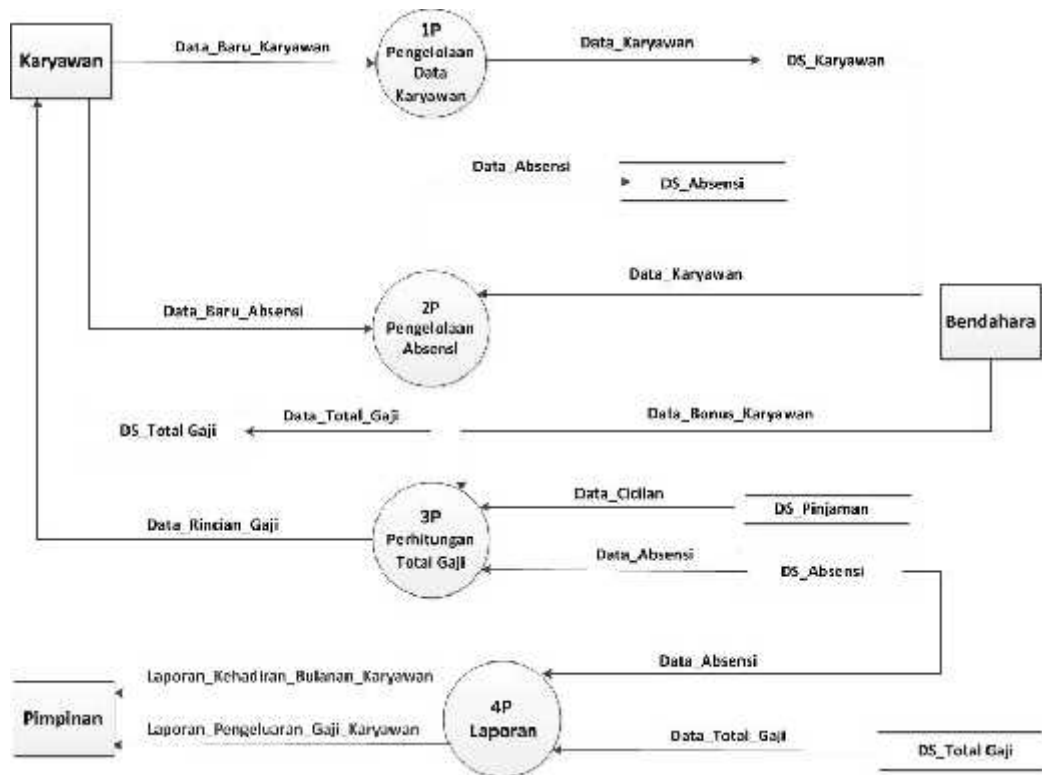 Karyawan
Data_Baru_Karyawan
1P
Pengelolaan
Data
Karyawan
Data_Karyawan
DS_Karyawan
Data_Absensi
DS_Absensi
Data_Karyawan
Data_Baru_Absensi
2P
Pengelolaan
Absensi
Bendahara
DS_Total Gaji
Data_Total_Gaji
Data_Bonus_Karyawan
Data_Rincian_Gaji
3P
Perhitungan
Total Gaji
Data_Cicilan
DS_Pinjaman
Data_Absensi
DS_Absensi
Data_Absensi
Pimpinan
Laporan_Kehadiran_Bulanan_Karyawan
Laporan_Pengeluaran_Gaji_Karyawan
4P
Laporan
Data_Total_Gaji
DS_Total Gaji